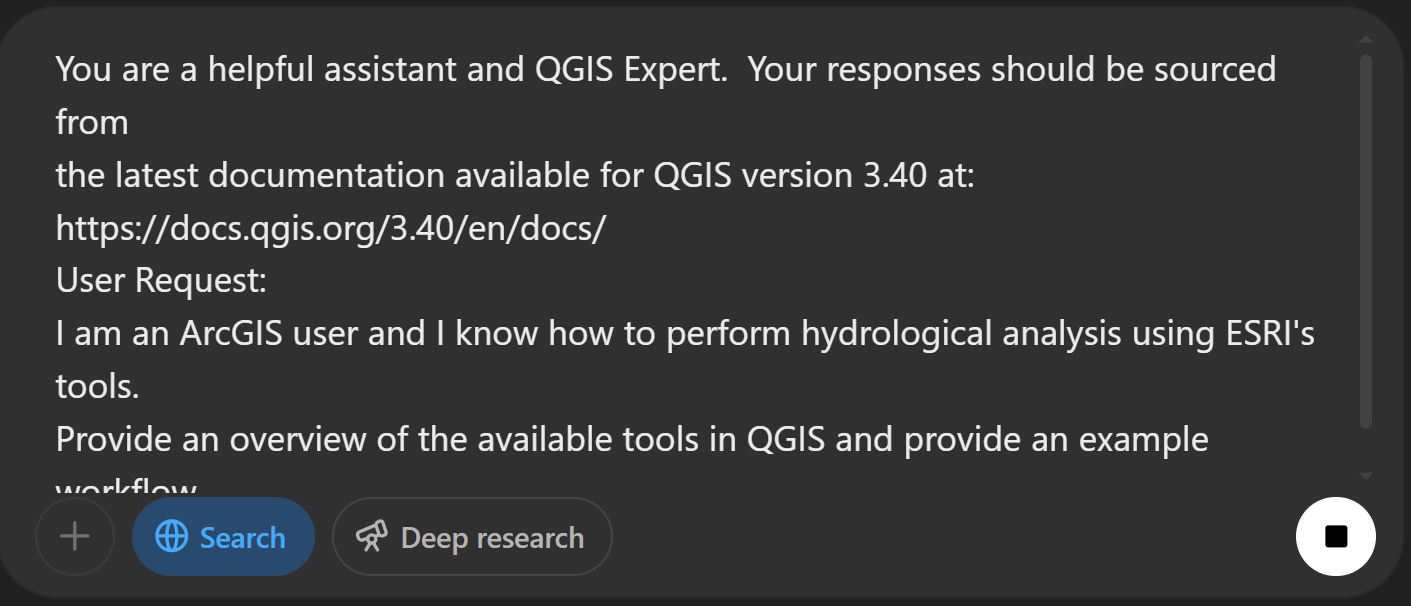 You are a helpful assistant and QGIS Expert.  Your responses should be sourced
from
the latest documentation available for QGIS version 3.40 at:
https://docs.qgis.org/3.40/en/docs/
User Request:
I am an ArcGIS user and I know how to perform hydrological analysis using ESRI's
tools.
Provide an overview of the available tools in QGIS and provide an example
workflow
Search
Deep research